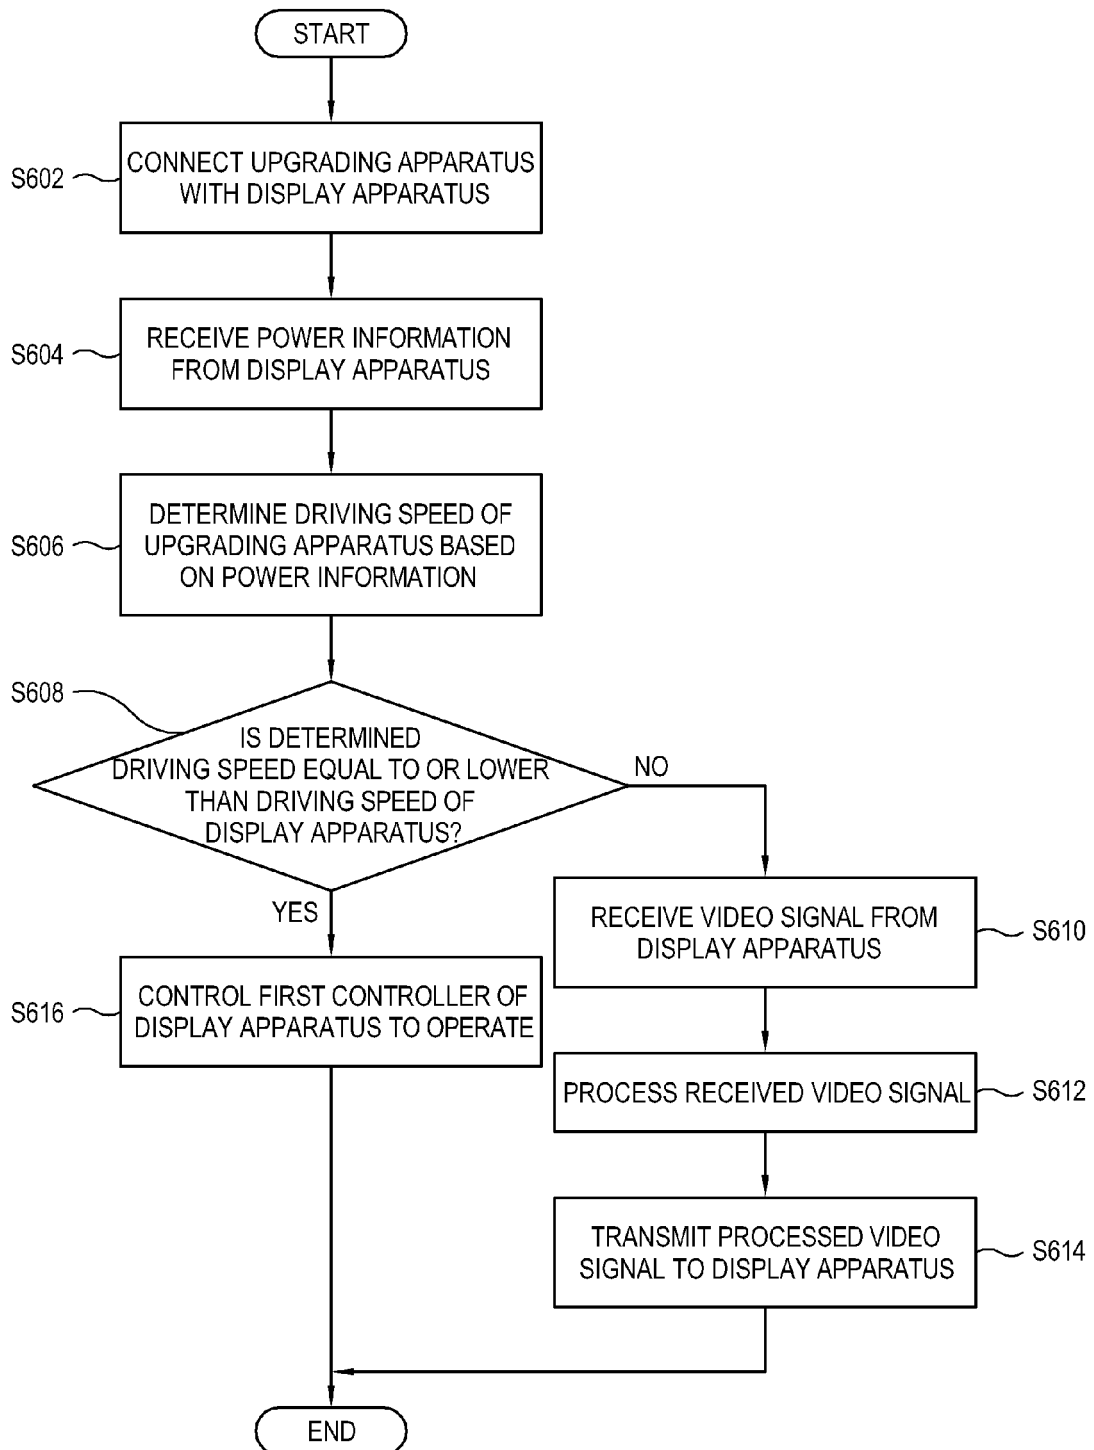 START
S602
CONNECT UPGRADING APPARATUS
WITH DISPLAY APPARATUS
S604
RECEIVE POWER INFORMATION
FROM DISPLAY APPARATUS
S606
DETERMINE DRIVING SPEED OF
UPGRADING APPARATUS BASED
ON POWER INFORMATION
S608
IS DETERMINED
DRIVING SPEED EQUAL TO OR LOWER
THAN DRIVING SPEED OF
DISPLAY APPARATUS?
NO
YES
RECEIVE VIDEO SIGNAL FROM
DISPLAY APPARATUS
S610
S616
CONTROL FIRST CONTROLLER OF
DISPLAY APPARATUS TO OPERATE
PROCESS RECEIVED VIDEO SIGNAL
S612
TRANSMIT PROCESSED VIDEO
SIGNAL TO DISPLAY APPARATUS
S614
END